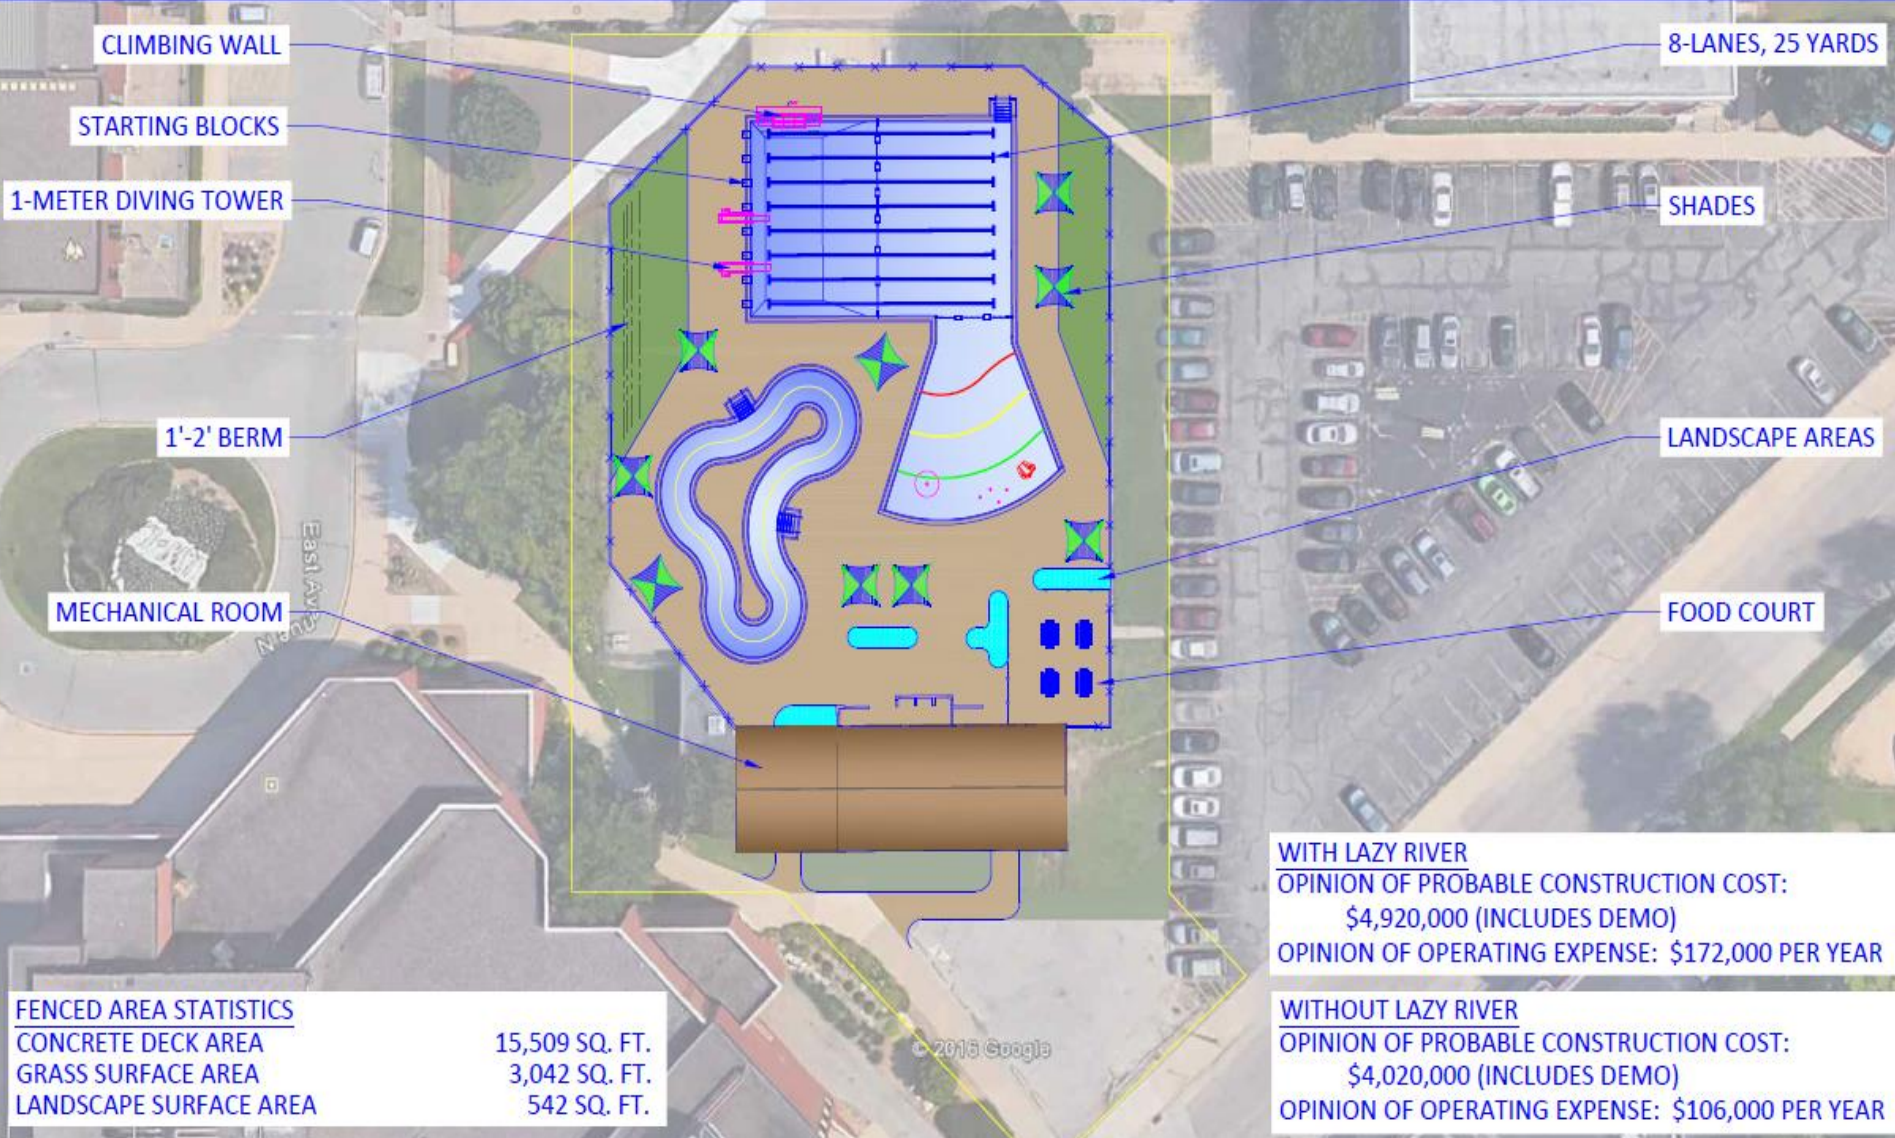 CLIMBING WALL
STARTING BLOCKS
1-METER DIVING TOWER
1'-2' BERM
MECHANICAL ROOM
8-LANES, 25 YARDS
SHADES
LANDSCAPE AREAS
FOOD COURT
East Ave
N
© 2016 Google
WITH LAZY RIVER
OPINION OF PROBABLE CONSTRUCTION COST:
$4,920,000 (INCLUDES DEMO)
OPINION OF OPERATING EXPENSE: $172,000 PER YEAR
WITHOUT LAZY RIVER
OPINION OF PROBABLE CONSTRUCTION COST:
$4,020,000 (INCLUDES DEMO)
OPINION OF OPERATING EXPENSE: $106,000 PER YEAR
FENCED AREA STATISTICS
CONCRETE DECK AREA 15,509 SQ. FT.
GRASS SURFACE AREA 3,042 SQ. FT.
LANDSCAPE SURFACE AREA 542 SQ. FT.